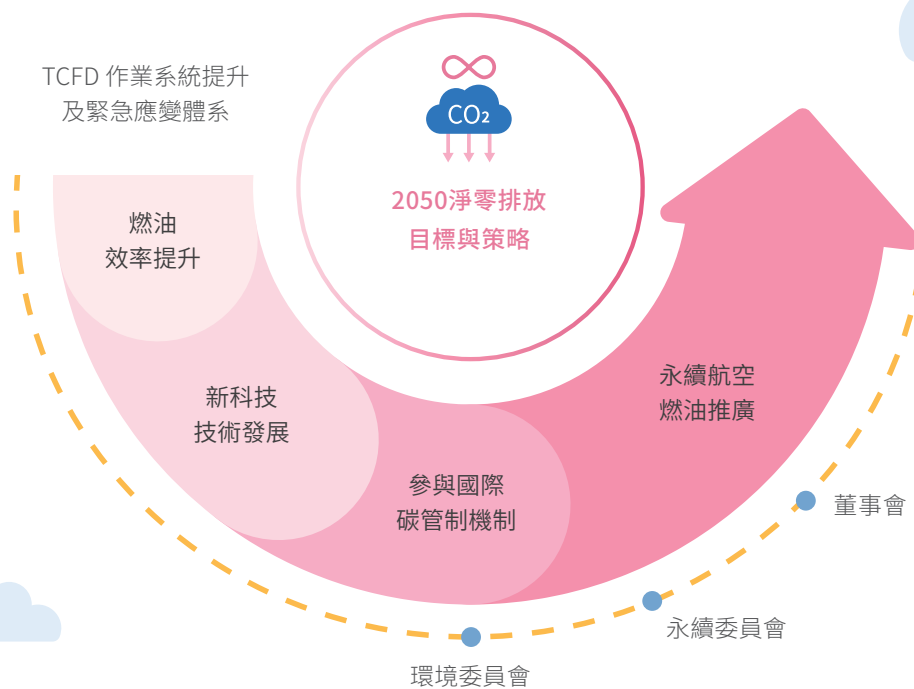 TCFD 作業系統提升
及緊急應變體系
CO₂
2050淨零排放
目標與策略
燃油
效率提升
新科技
技術發展
參與國際
碳管制機制
永續航空
燃油推廣
董事會
永續委員會
環境委員會